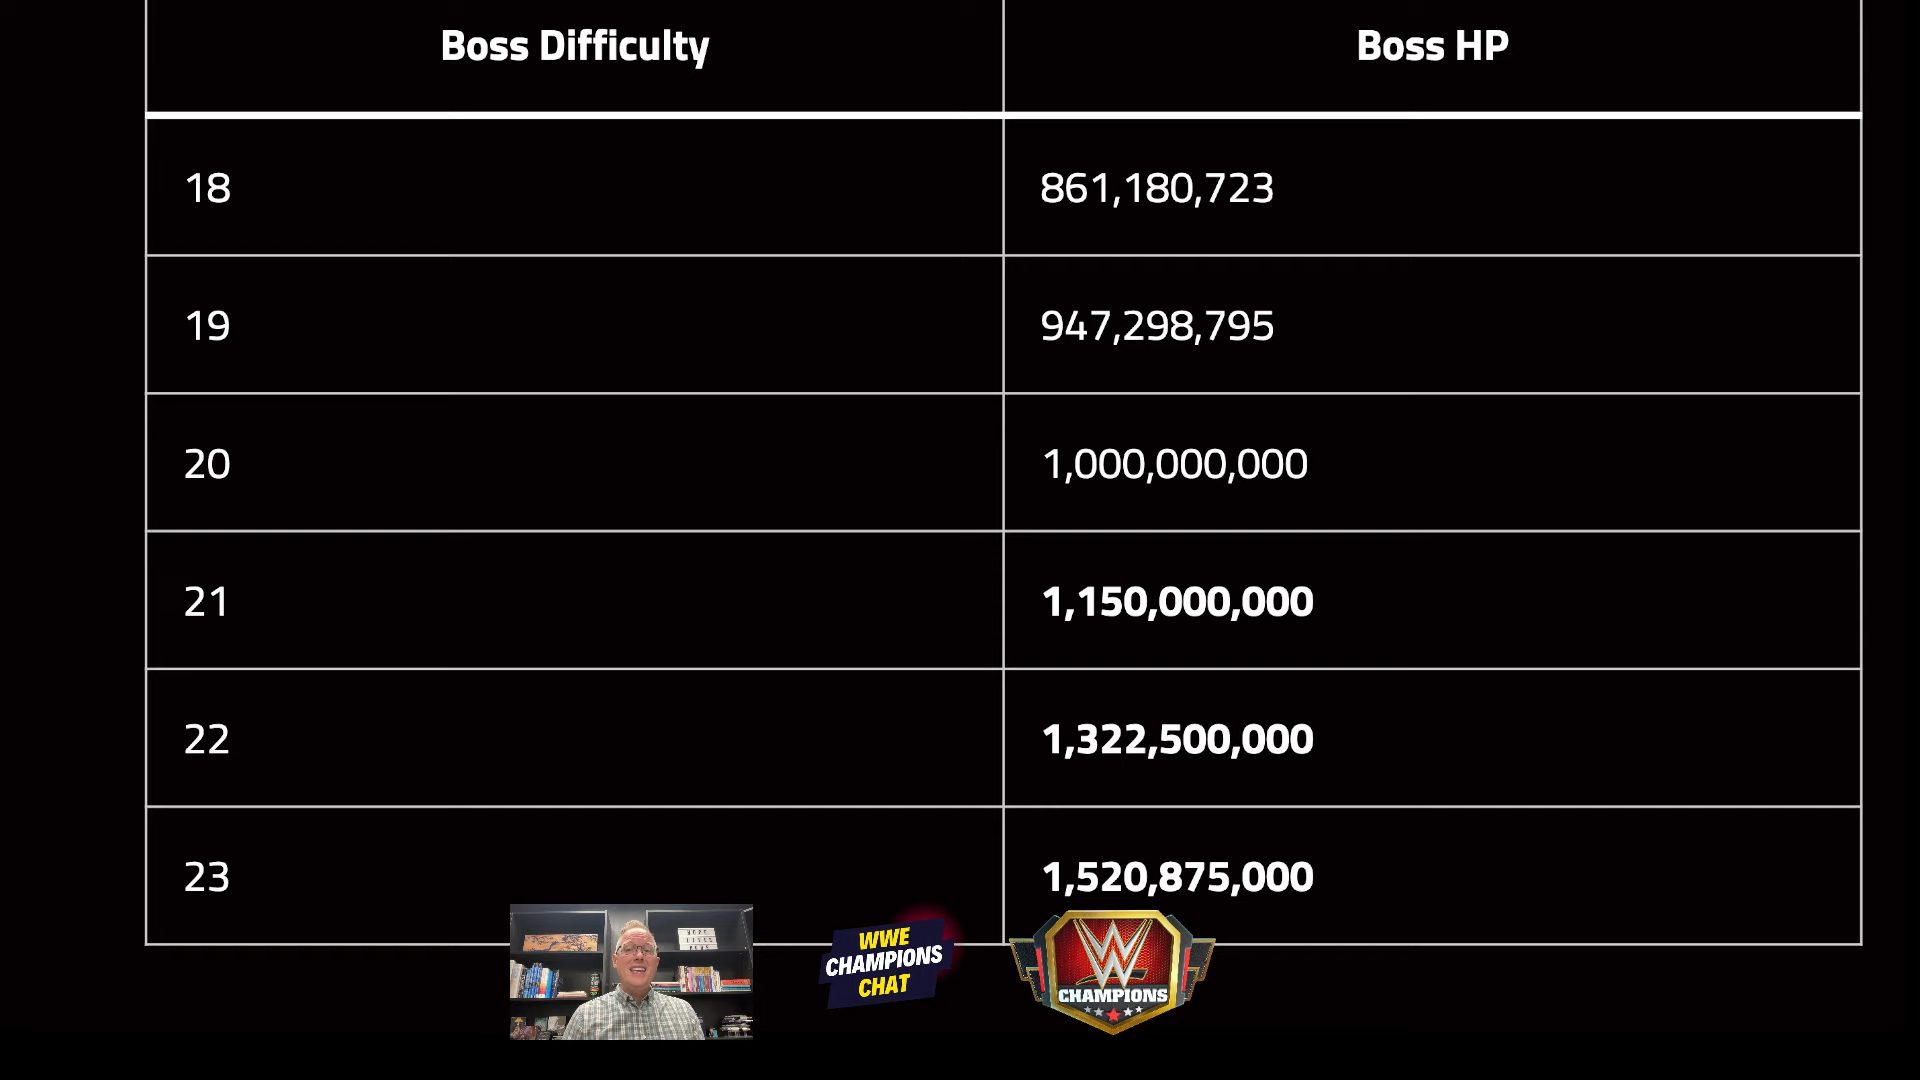 Boss Difficulty Boss HP
18 861,180,723
19 947,298,795
20 1,000,000,000
21 1,150,000,000
22 1,322,500,000
23 1,520,875,000
WWE
CHAMPIONS
CHAT
W
CHAMPIONS